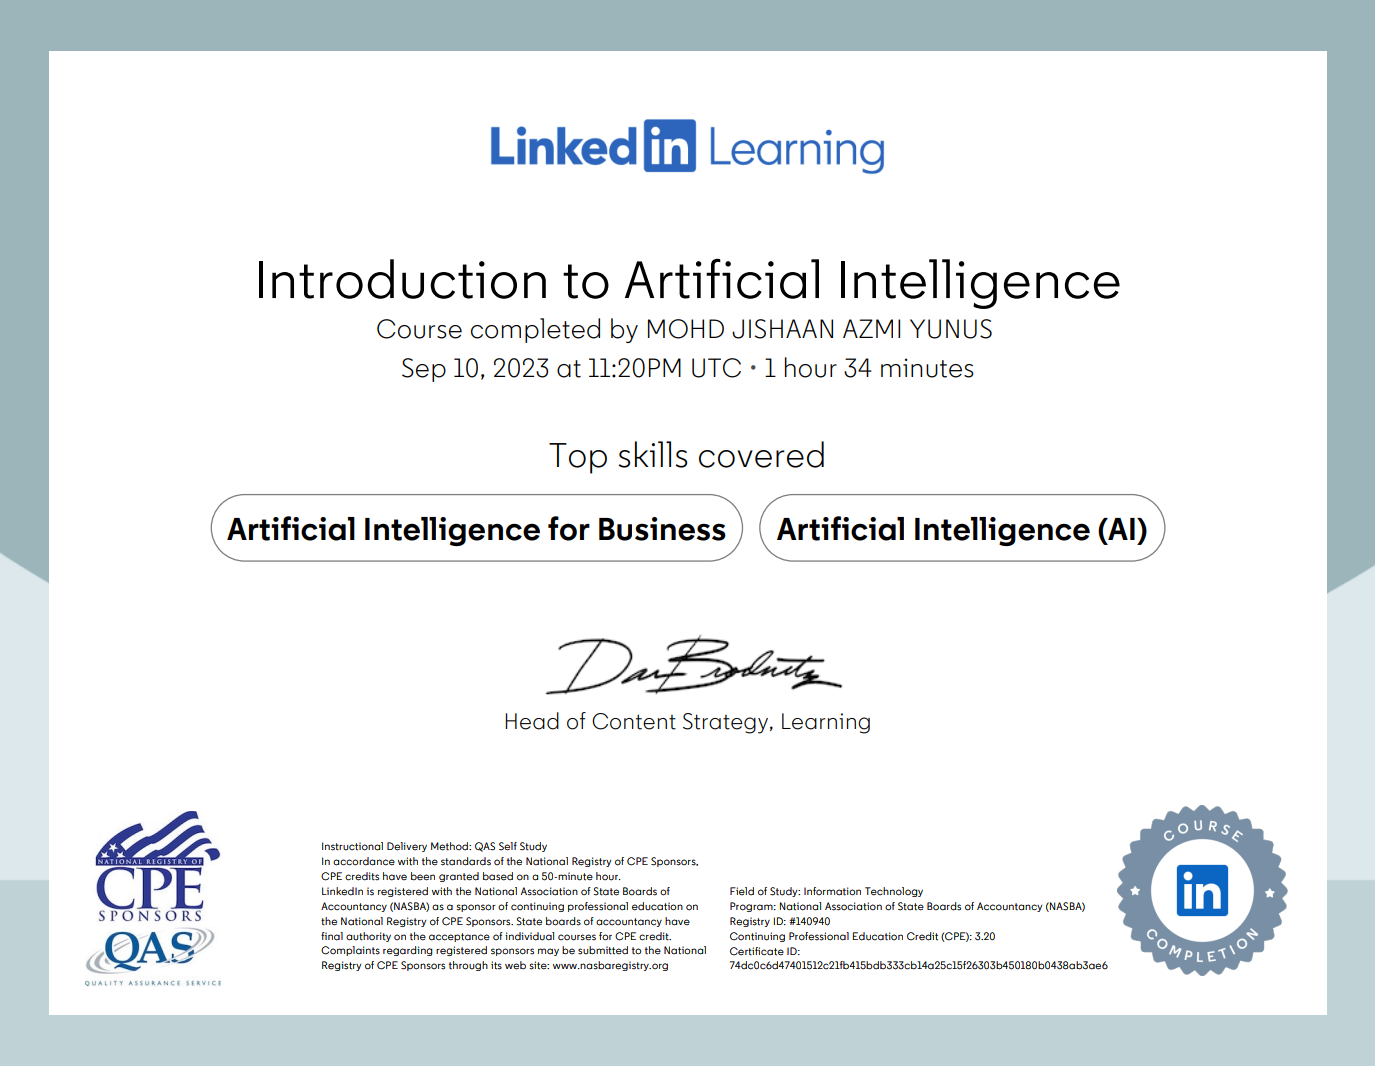 LinkedIn Learning
Introduction to Artificial Intelligence
Course completed by MOHD JISHAAN AZMI YUNUS
Sep 10, 2023 at 11:20PM UTC • 1 hour 34 minutes
Top skills covered
Artificial Intelligence for Business
Artificial Intelligence (AI)
Dan Brodnitz
Head of Content Strategy, Learning
NATIONAL REGISTRY OF
CPE
SPONSORS
QAS
QUALITY ASSURANCE SERVICE
Instructional Delivery Method: QAS Self Study
In accordance with the standards of the National Registry of CPE Sponsors,
CPE credits have been granted based on a 50-minute hour.
LinkedIn is registered with the National Association of State Boards of
Accountancy (NASBA) as a sponsor of continuing professional education on
the National Registry of CPE Sponsors. State boards of accountancy have
final authority on the acceptance of individual courses for CPE credit.
Complaints regarding registered sponsors may be submitted to the National
Registry of CPE Sponsors through its web site: www.nasbaregistry.org
Field of Study: Information Technology
Program: National Association of State Boards of Accountancy (NASBA)
Registry ID: #140940
Continuing Professional Education Credit (CPE): 3.20
Certificate ID:
74dc0c6d47401512c21fb415bdb333cb14a25c15f26303b450180b0438ab3ae6
COURSE
in
COMPLETION